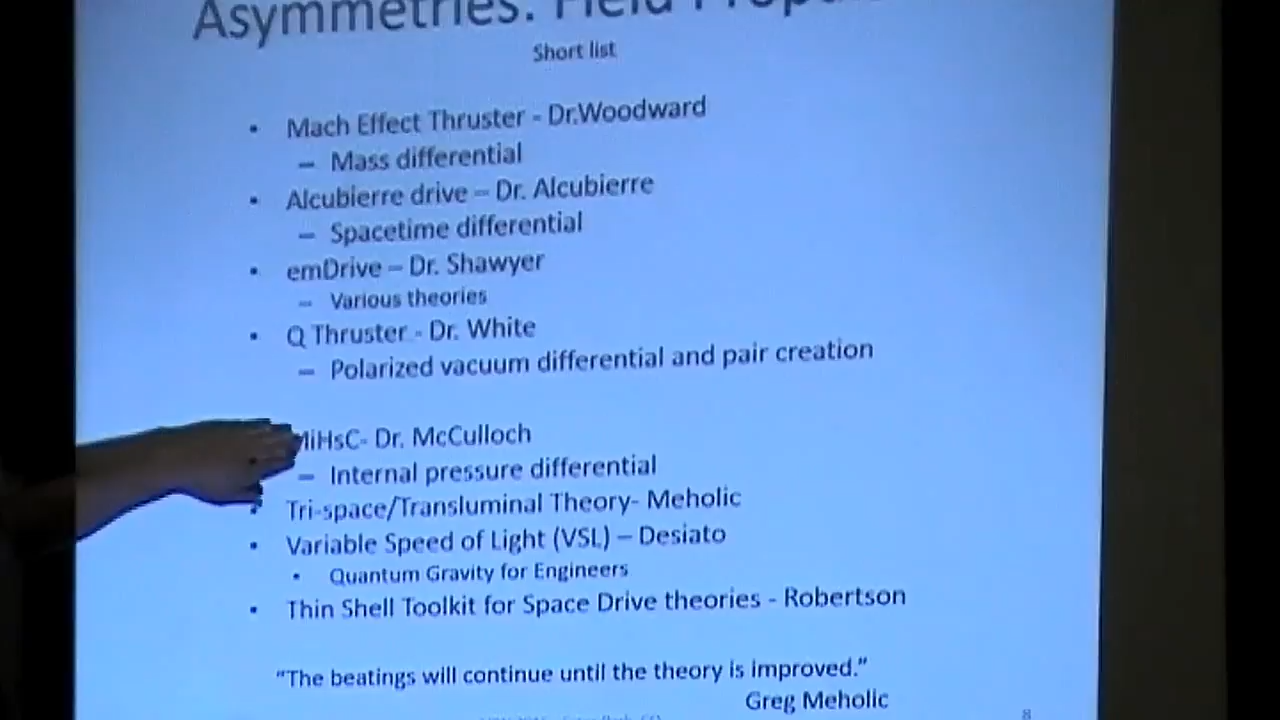 Asymmetries: Field
Short list
• Mach Effect Thruster - Dr.Woodward
– Mass differential
• Alcubierre drive – Dr. Alcubierre
– Spacetime differential
• emDrive – Dr. Shawyer
– Various theories
• Q Thruster - Dr. White
– Polarized vacuum differential and pair creation
MiHsC- Dr. McCulloch
– Internal pressure differential
• Tri-space/Transluminal Theory- Meholic
• Variable Speed of Light (VSL) – Desiato
• Quantum Gravity for Engineers
• Thin Shell Toolkit for Space Drive theories - Robertson
“The beatings will continue until the theory is improved.”
Greg Meholic
8